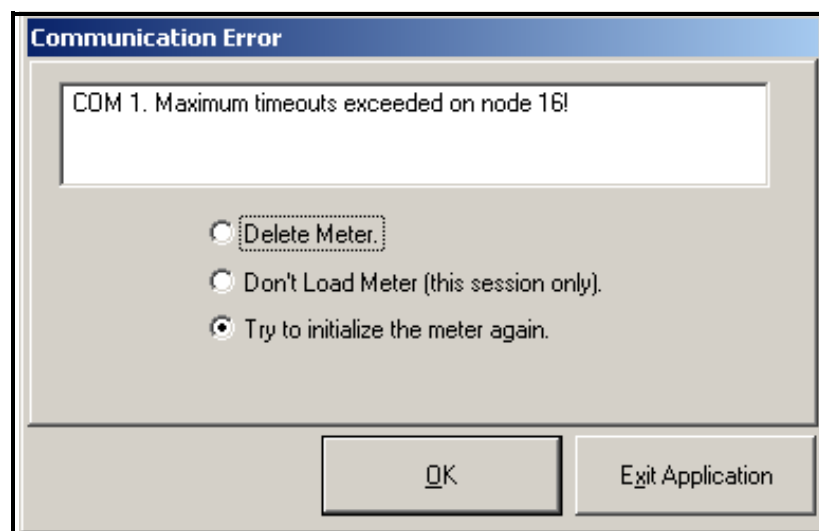 Communication Error
COM 1. Maximum timeouts exceeded on node 16!
Delete Meter.
Don't Load Meter (this session only).
Try to initialize the meter again.
OK
Exit Application